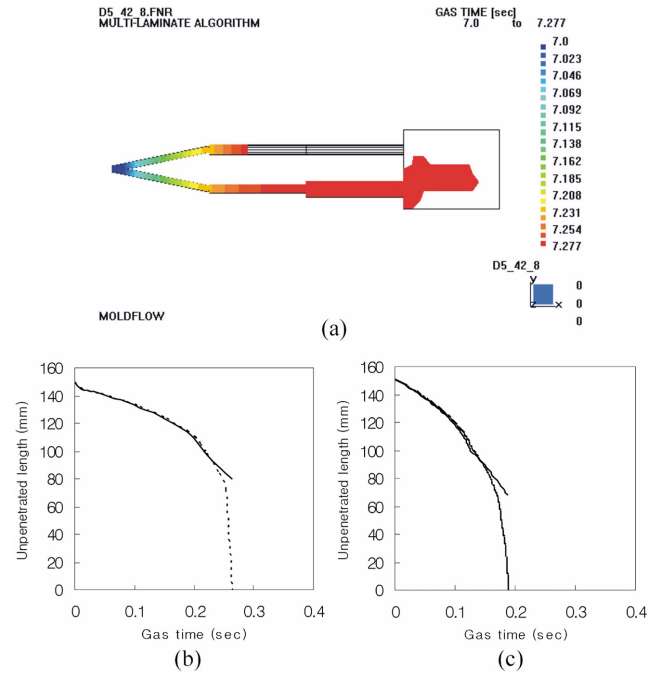 D5_42_8.FNR
MULTI-LAMINATE ALGORITHM
GAS TIME [sec]
7.0 to 7.277
7.0
7.023
7.046
7.069
7.092
7.115
7.138
7.162
7.185
7.208
7.231
7.254
7.277
D5_42_8
Y
Z X
0
0
0
MOLDFLOW
(a)
160
140
120
100
80
60
40
20
0
Unpenetrated length (mm)
0 0.1 0.2 0.3 0.4
Gas time (sec)
(b)
160
140
120
100
80
60
40
20
0
Unpenetrated length (mm)
0 0.1 0.2 0.3 0.4
Gas time (sec)
(c)